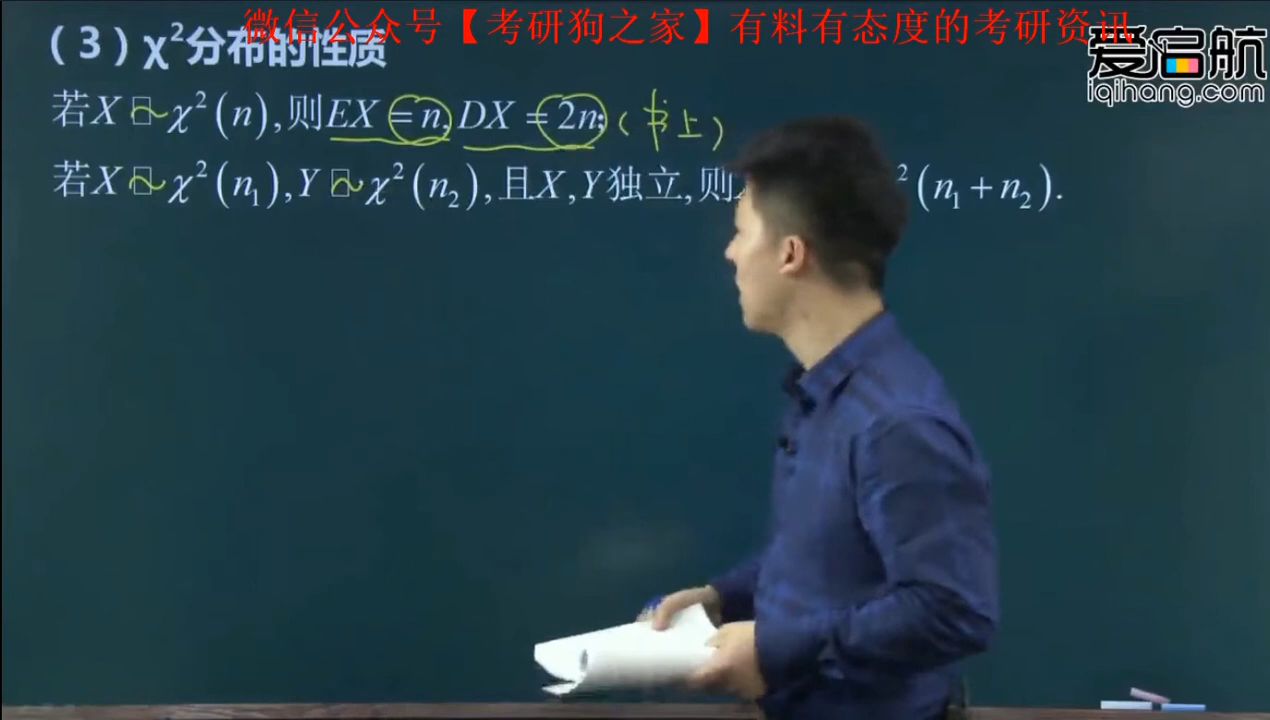 微信公众号【考研狗之家】有料有态度的考研资讯
(3)χ²分布的性质
爱启航
iqihang.com
若X ~ χ²(n),则EX = n, DX = 2n; (书上)
若X ~ χ²(n₁),Y ~ χ²(n₂),且X,Y独立,则 ²(n₁ + n₂).